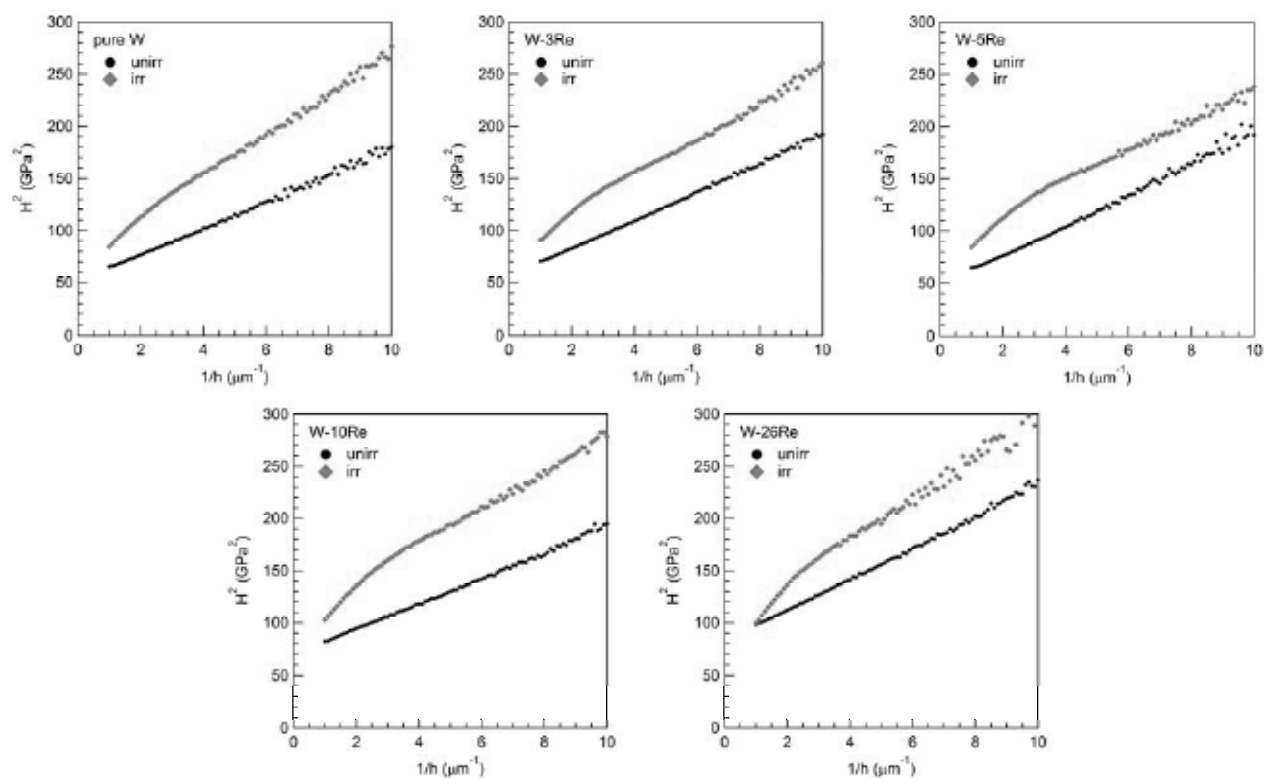 pure W
unirr
irr
H² (GPa²)
300
250
200
150
100
50
0
0 2 4 6 8 10
1/h (μm⁻¹)
W-3Re
unirr
irr
H² (GPa²)
300
250
200
150
100
50
0
0 2 4 6 8 10
1/h (μm⁻¹)
W-5Re
unirr
irr
H² (GPa²)
300
250
200
150
100
50
0
0 2 4 6 8 10
1/h (μm⁻¹)
W-10Re
unirr
irr
H² (GPa²)
300
250
200
150
100
50
0
0 2 4 6 8 10
1/h (μm⁻¹)
W-26Re
unirr
irr
H² (GPa²)
300
250
200
150
100
50
0
0 2 4 6 8 10
1/h (μm⁻¹)